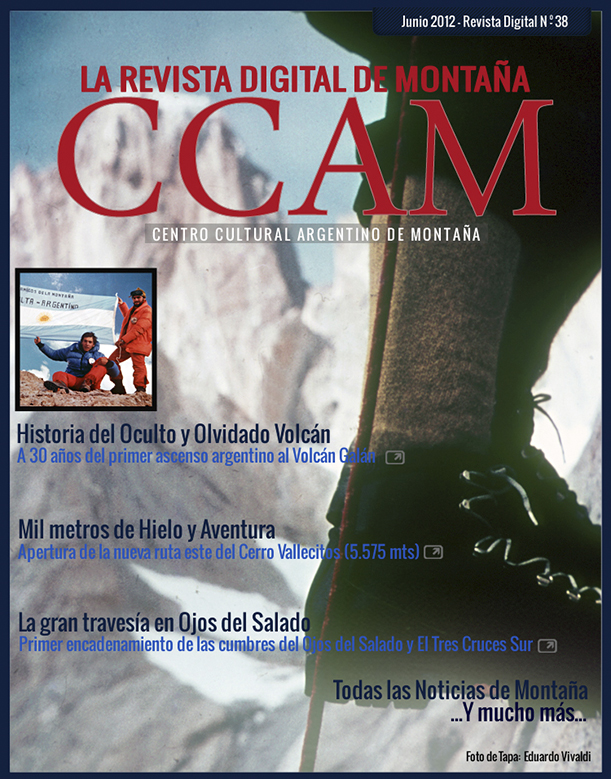 Junio 2012 - Revista Digital Nº 38
LA REVISTA DIGITAL DE MONTAÑA
CCAM
CENTRO CULTURAL ARGENTINO DE MONTAÑA
LTA - ARGENTINO
Historia del Oculto y Olvidado Volcán
A 30 años del primer ascenso argentino al Volcán Galán
Mil metros de Hielo y Aventura
Apertura de la nueva ruta este del Cerro Vallecitos (5.575 mts)
La gran travesía en Ojos del Salado
Primer encadenamiento de las cumbres del Ojos del Salado y El Tres Cruces Sur
Todas las Noticias de Montaña
...Y mucho más...
Foto de Tapa: Eduardo Vivaldi